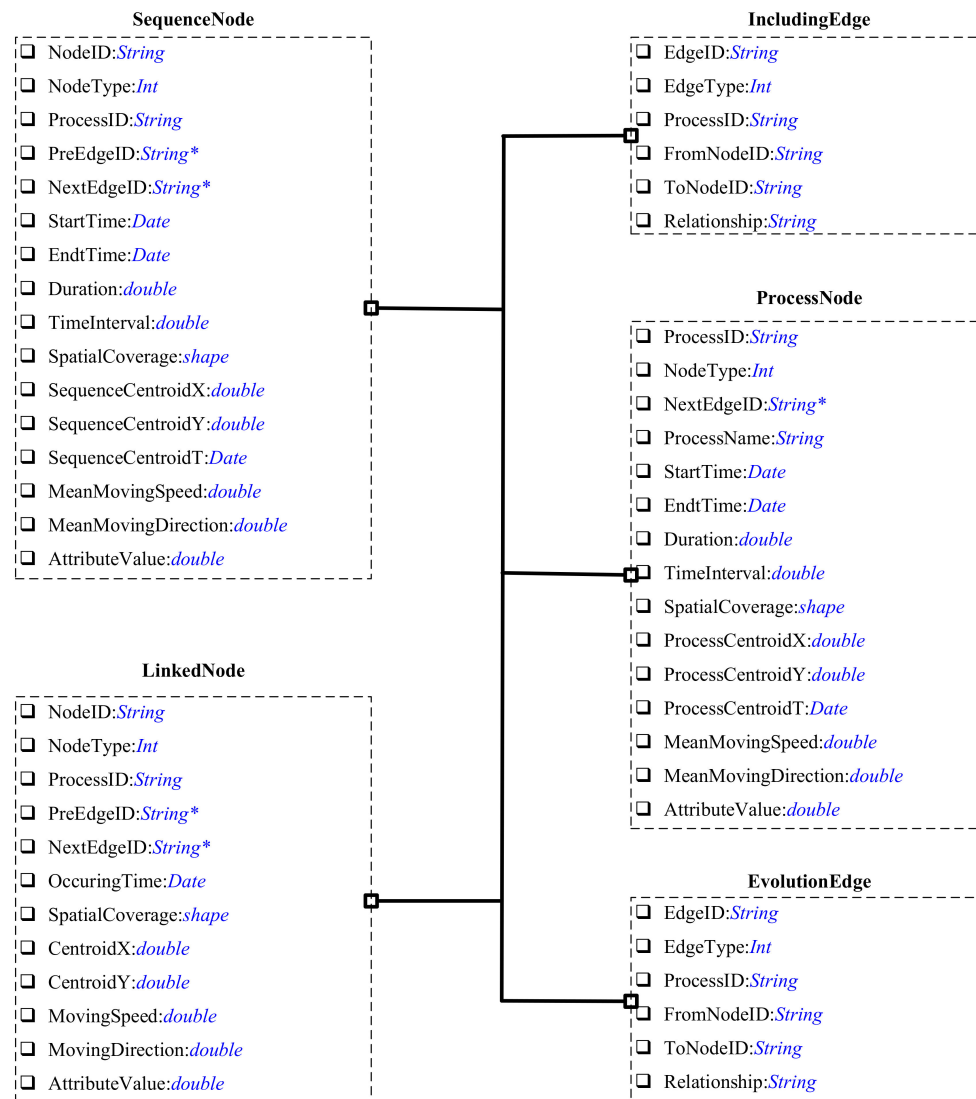 SequenceNode
NodeID:String
NodeType:Int
ProcessID:String
PreEdgeID:String*
NextEdgeID:String*
StartTime:Date
EndtTime:Date
Duration:double
TimeInterval:double
SpatialCoverage:shape
SequenceCentroidX:double
SequenceCentroidY:double
SequenceCentroidT:Date
MeanMovingSpeed:double
MeanMovingDirection:double
AttributeValue:double
LinkedNode
NodeID:String
NodeType:Int
ProcessID:String
PreEdgeID:String*
NextEdgeID:String*
OccuringTime:Date
SpatialCoverage:shape
CentroidX:double
CentroidY:double
MovingSpeed:double
MovingDirection:double
AttributeValue:double
IncludingEdge
EdgeID:String
EdgeType:Int
ProcessID:String
FromNodeID:String
ToNodeID:String
Relationship:String
ProcessNode
ProcessID:String
NodeType:Int
NextEdgeID:String*
ProcessName:String
StartTime:Date
EndtTime:Date
Duration:double
TimeInterval:double
SpatialCoverage:shape
ProcessCentroidX:double
ProcessCentroidY:double
ProcessCentroidT:Date
MeanMovingSpeed:double
MeanMovingDirection:double
AttributeValue:double
EvolutionEdge
EdgeID:String
EdgeType:Int
ProcessID:String
FromNodeID:String
ToNodeID:String
Relationship:String